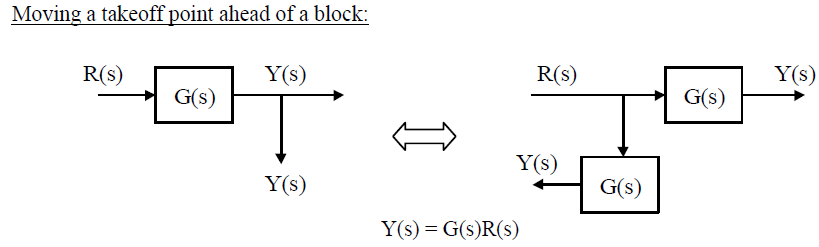 Moving a takeoff point ahead of a block:
R(s)
G(s)
Y(s)
Y(s)
R(s)
G(s)
Y(s)
Y(s)
G(s)
Y(s) = G(s)R(s)